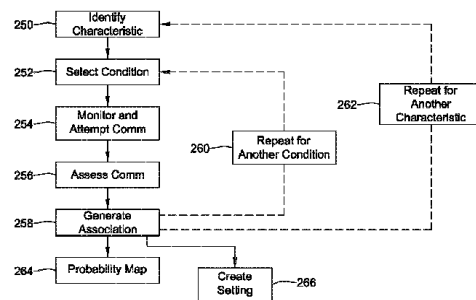 250
Identify
Characteristic
252
Select Condition
254
Monitor and
Attempt Comm
256
Assess Comm
258
Generate
Association
264
Probability Map
260
Repeat for
Another Condition
262
Repeat for
Another
Characteristic
Create
Setting
266